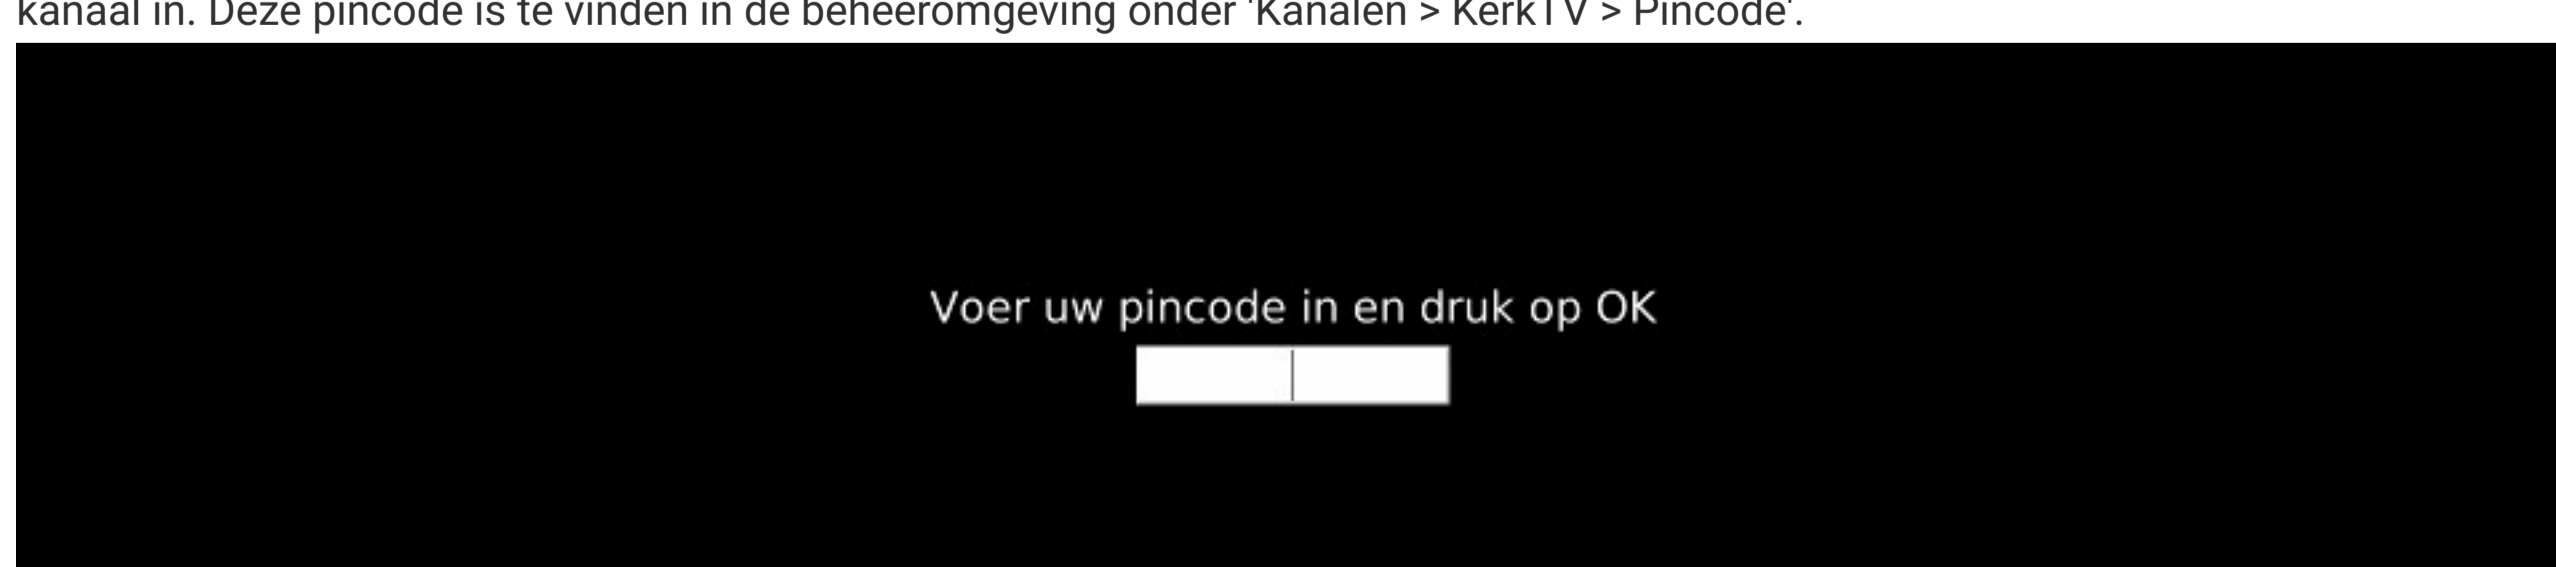 kanaal in. Deze pincode is te vinden in de beheeromgeving onder 'Kanalen > KerkTV > Pincode'.
Voer uw pincode in en druk op OK